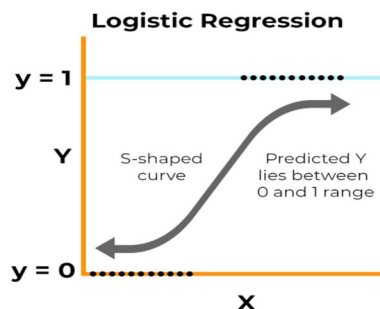 Logistic Regression
y = 1
Y
S-shaped
curve
Predicted Y
lies between
0 and 1 range
y = 0
X